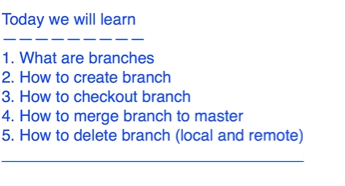 Today we will learn
— — — — — — — — —
1. What are branches
2. How to create branch
3. How to checkout branch
4. How to merge branch to master
5. How to delete branch (local and remote)
___________________________________